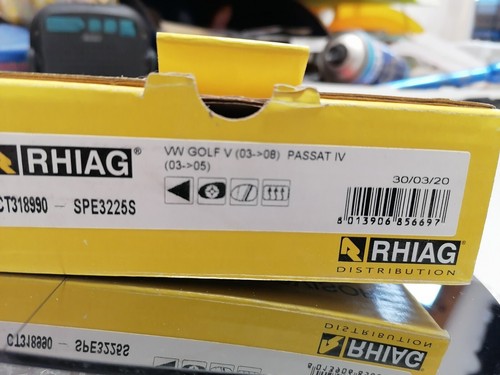 RHIAG®
VW GOLF V (03->08) PASSAT IV
(03->05)
CT318990 - SPE3225S
30/03/20
8 013906 856697
RHIAG®
DISTRIBUTION
DISTRIBUTION
RHIAG
CT318990 - SPE3225S